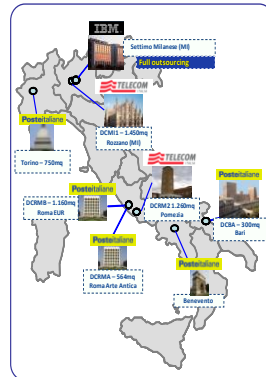 IBM
Settimo Milanese (MI)
Full outsourcing
TELECOM
DCMI1 – 1.450mq
Rozzano (MI)
Posteitaliane
Torino – 750mq
TELECOM
DCRM2 1.260mq
Pomezia
Posteitaliane
DCRMB – 1.160mq
Roma EUR
Posteitaliane
DCBA – 300mq
Bari
Posteitaliane
DCRMA – 564mq
Roma Arte Antica
Posteitaliane
Benevento